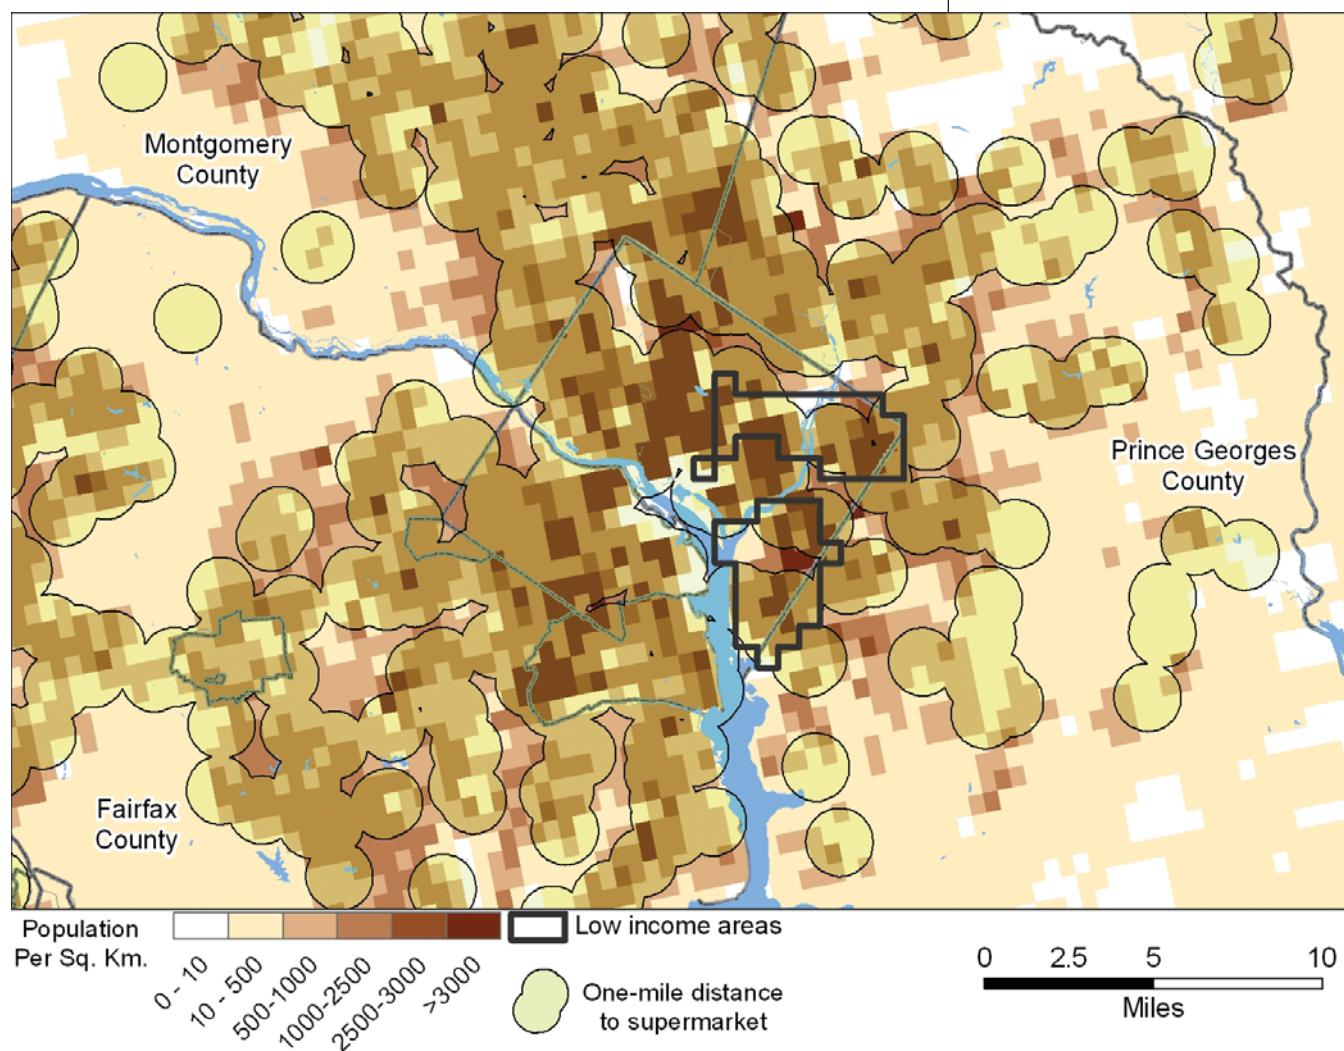 Montgomery
County
Prince Georges
County
Fairfax
County
Population
Per Sq. Km.
0 - 10
10 - 500
500-1000
1000-2500
2500-3000
>3000
Low income areas
One-mile distance
to supermarket
0 2.5 5 10
Miles